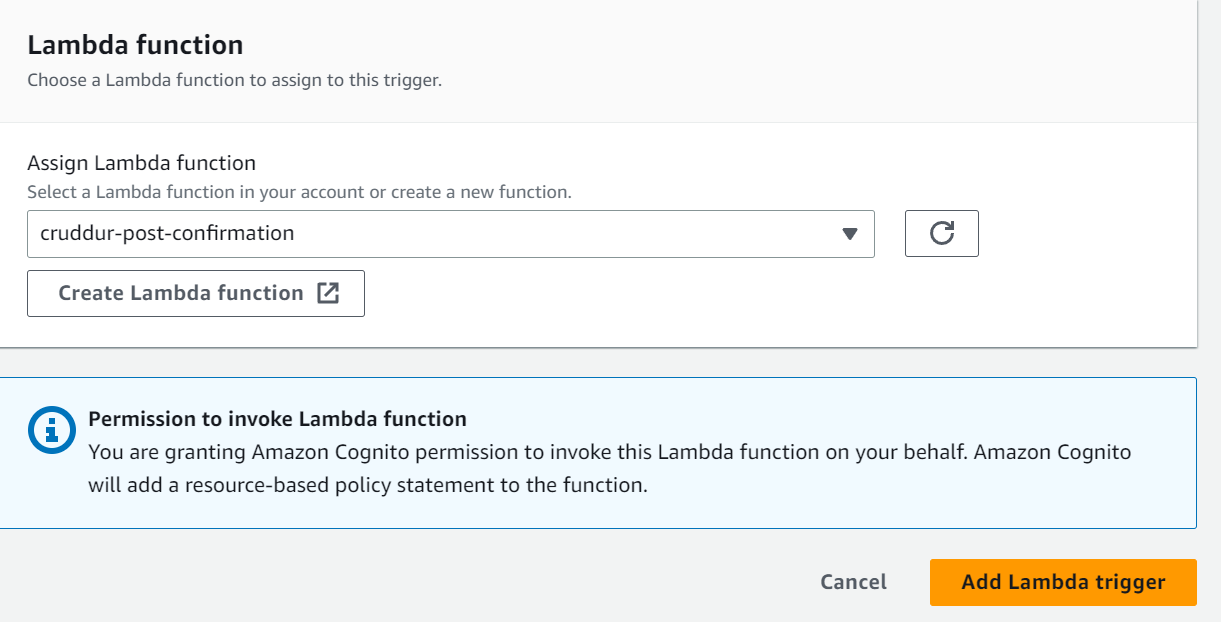 Lambda function
Choose a Lambda function to assign to this trigger.
Assign Lambda function
Select a Lambda function in your account or create a new function.
cruddur-post-confirmation
Create Lambda function
Permission to invoke Lambda function
You are granting Amazon Cognito permission to invoke this Lambda function on your behalf. Amazon Cognito
will add a resource-based policy statement to the function.
Cancel
Add Lambda trigger